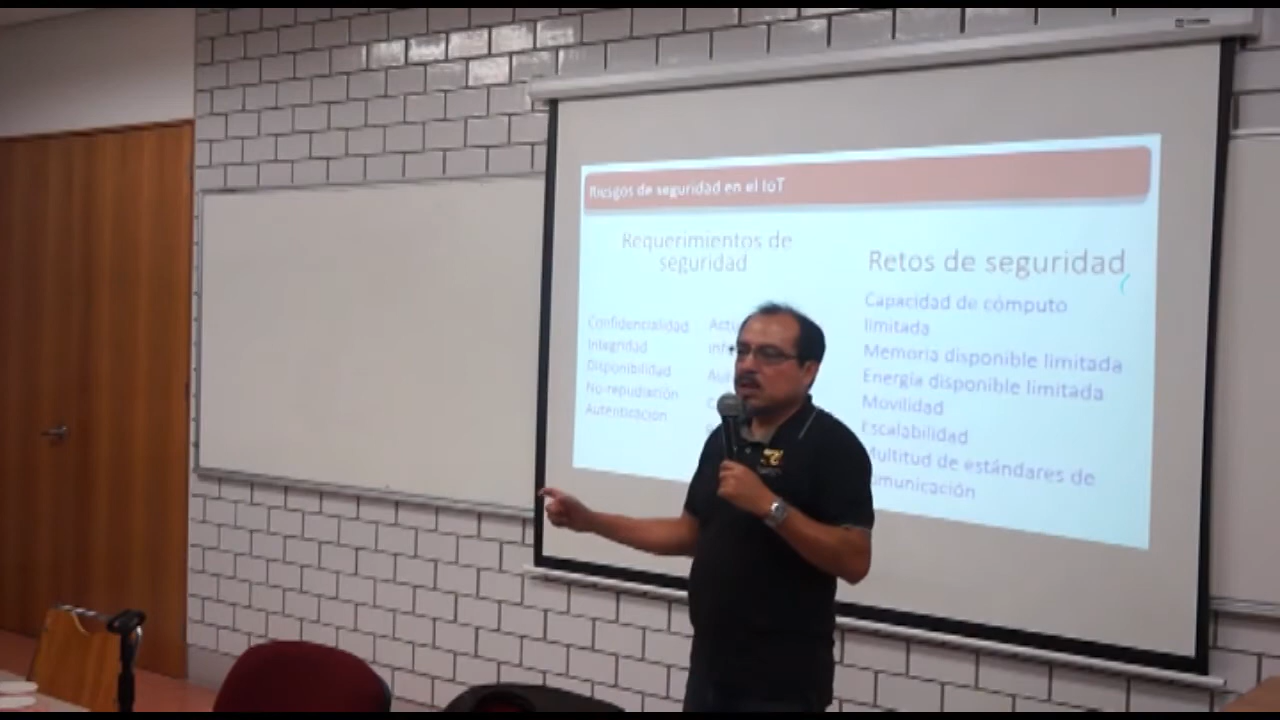 Riesgos de seguridad en el IoT
Requerimientos de
seguridad
Confidencialidad
Integridad
Disponibilidad
No repudiación
Autenticación
Retos de seguridad
Capacidad de cómputo
limitada
Memoria disponible limitada
Energía disponible limitada
Movilidad
Escalabilidad
Multitud de estándares de
comunicación